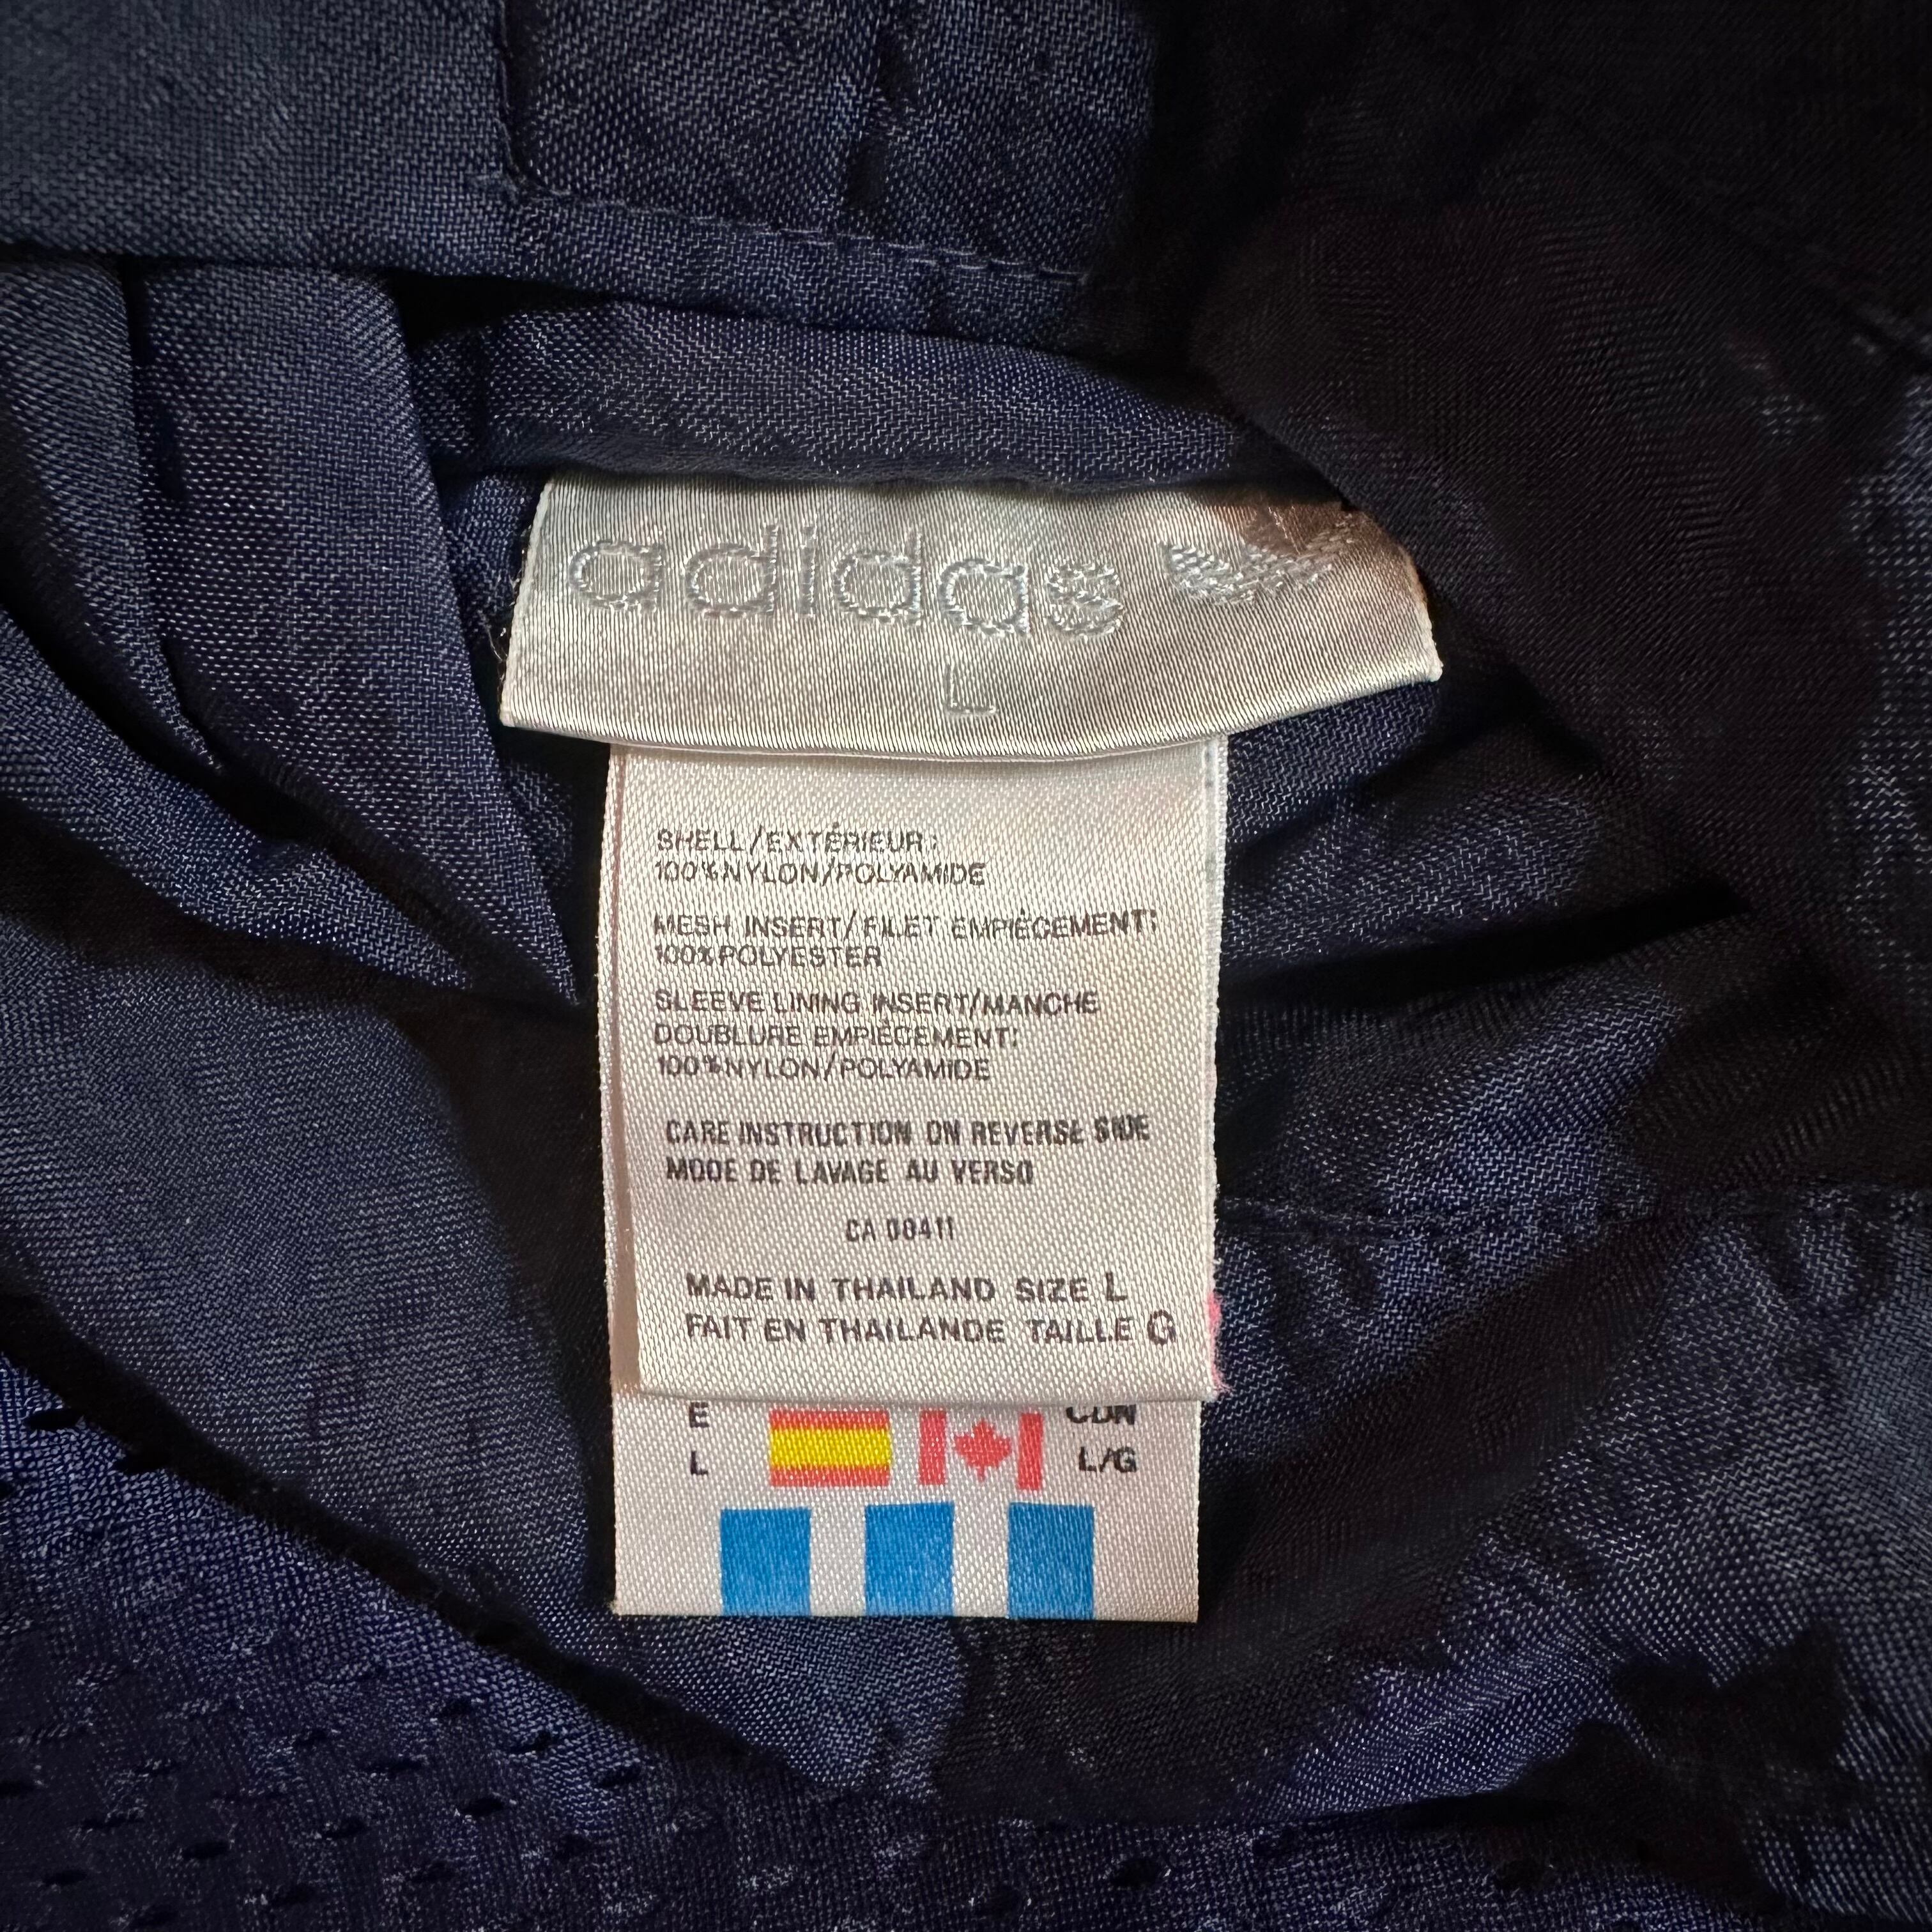 adidas
L
SHELL/EXTÉRIEUR:
100%NYLON/POLYAMIDE
MESH INSERT/FILET EMPIÈCEMENT:
100%POLYESTER
SLEEVE LINING INSERT/MANCHE
DOUBLURE EMPIÈCEMENT:
100%NYLON/POLYAMIDE
CARE INSTRUCTION ON REVERSE SIDE
MODE DE LAVAGE AU VERSO
CA 00411
MADE IN THAILAND SIZE L
FAIT EN THAILANDE TAILLE G
E CDN
L L/G